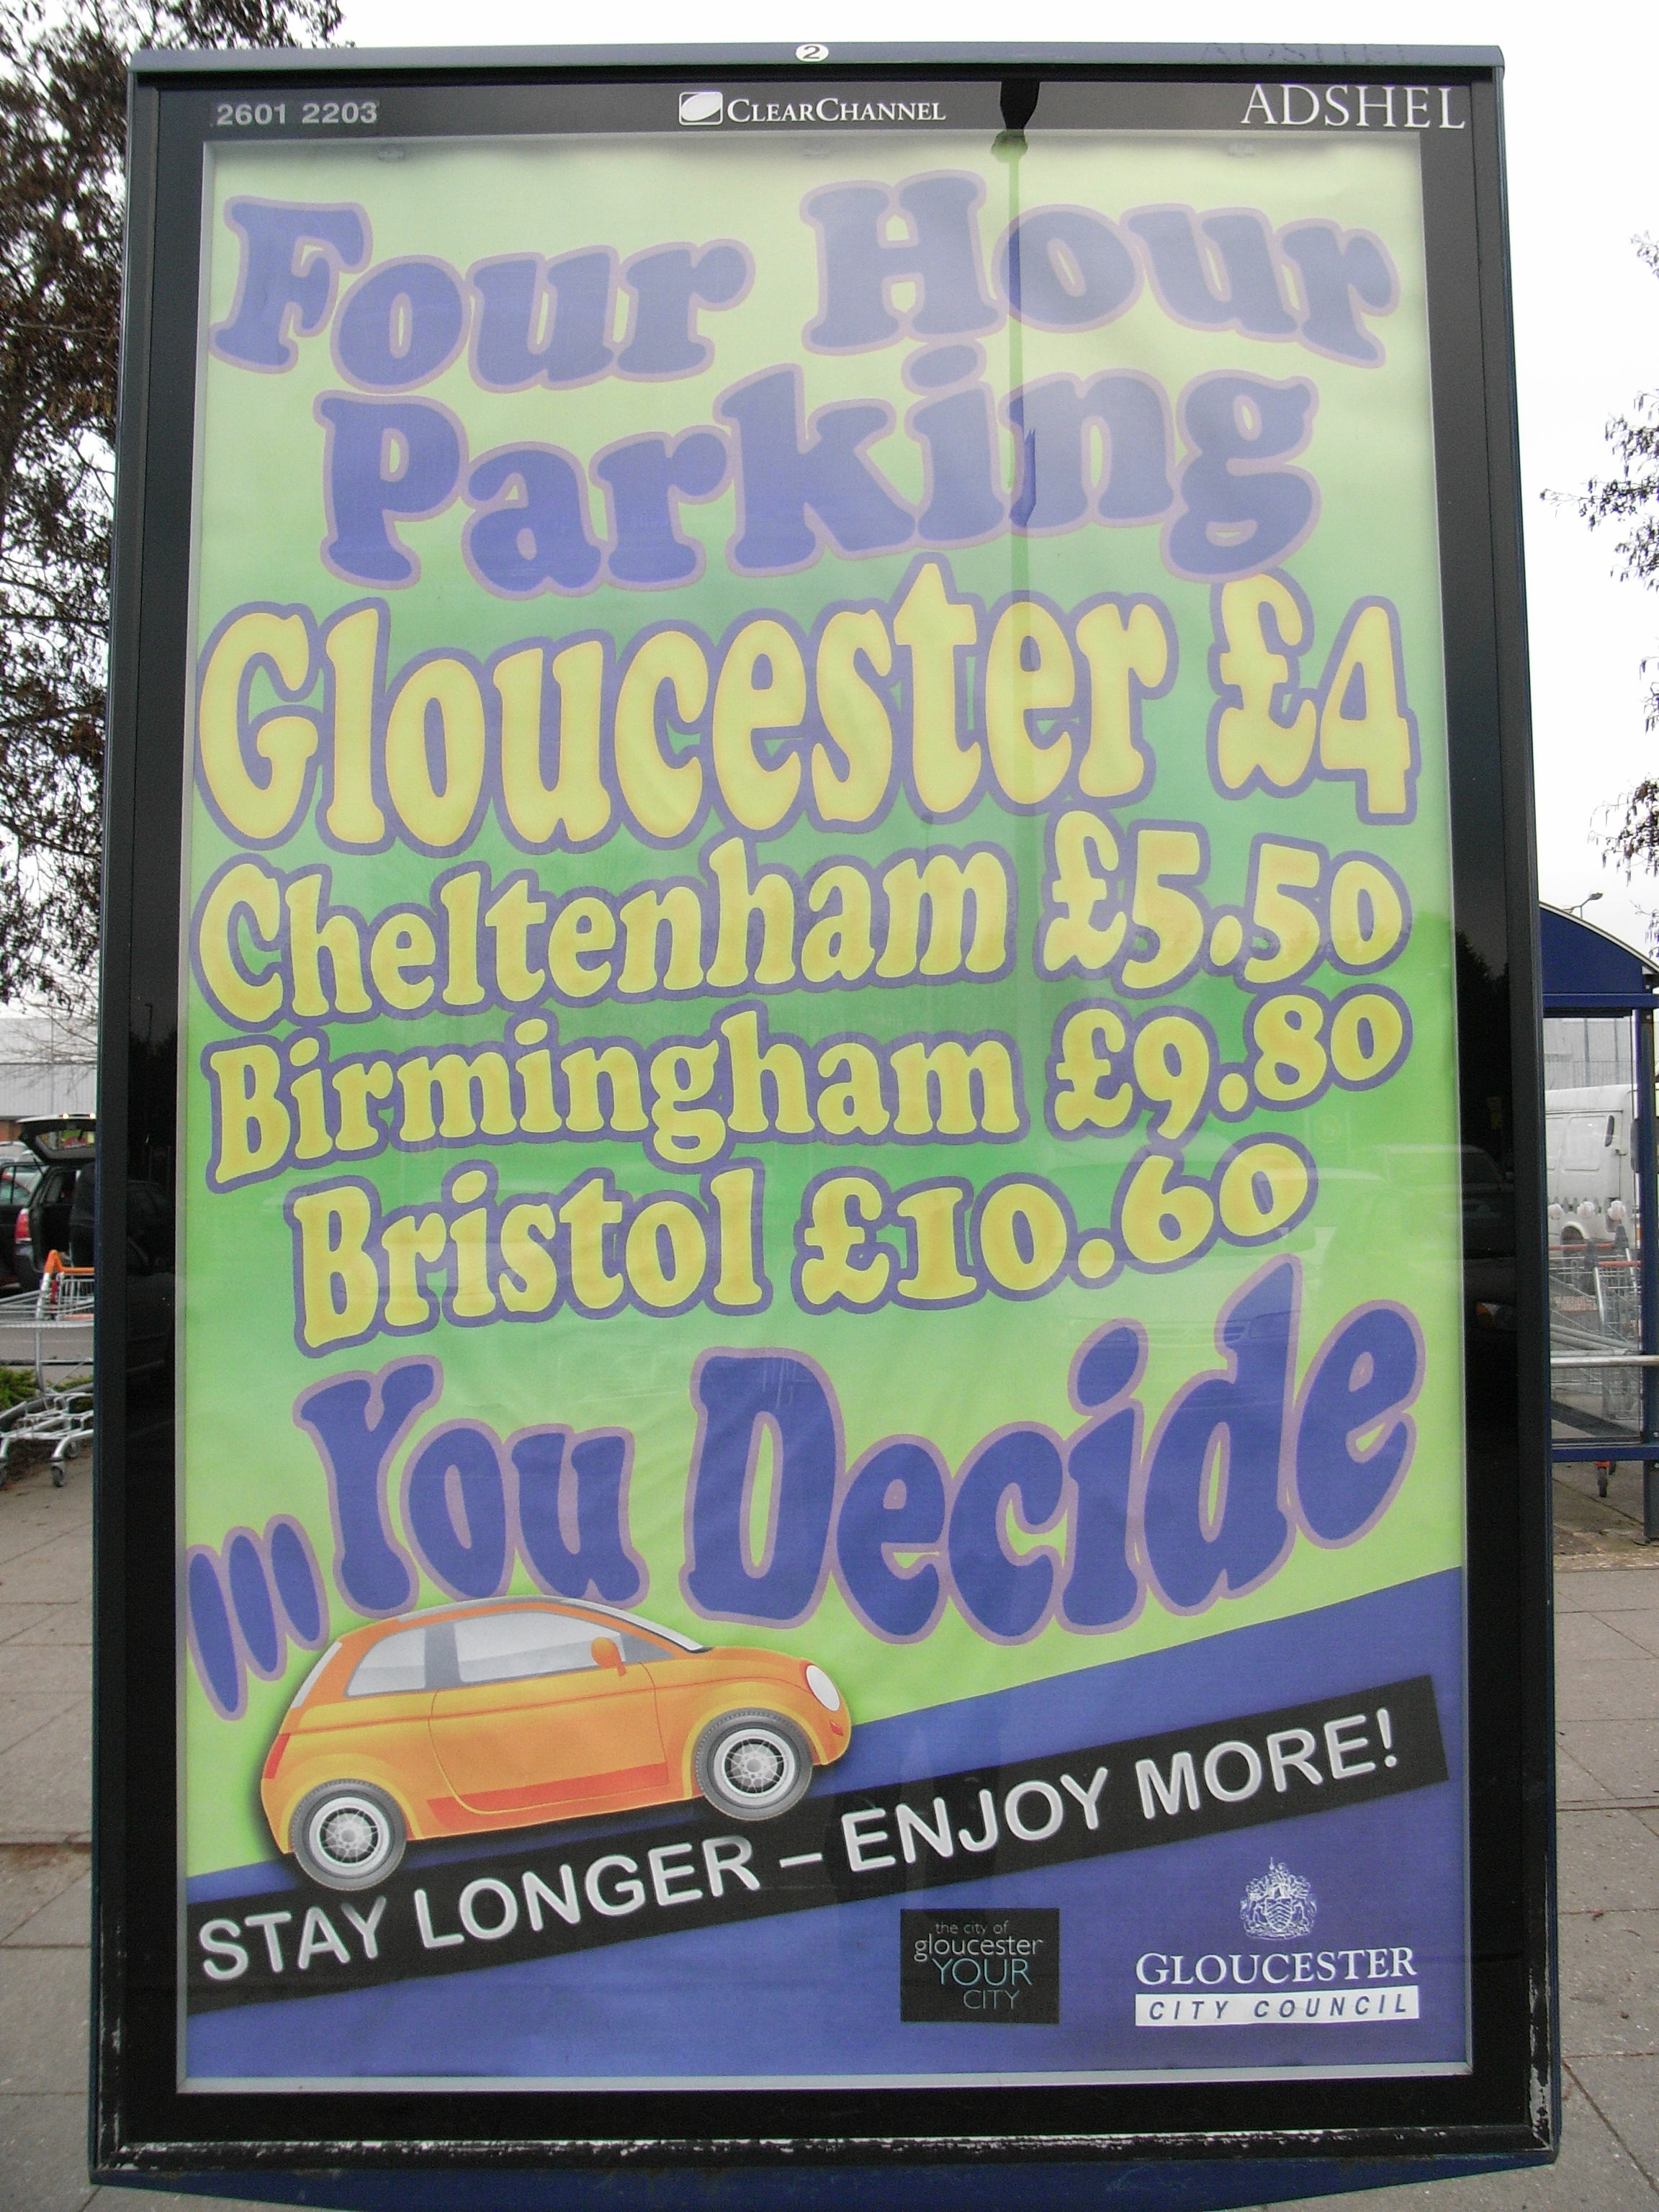 2
2601 2203 CLEARCHANNEL ADSHEL
Four Hour
Parking
Gloucester £4
Cheltenham £5.50
Birmingham £9.80
Bristol £10.60
...You Decide
STAY LONGER – ENJOY MORE!
the city of
gloucester
YOUR
CITY
GLOUCESTER
CITY COUNCIL